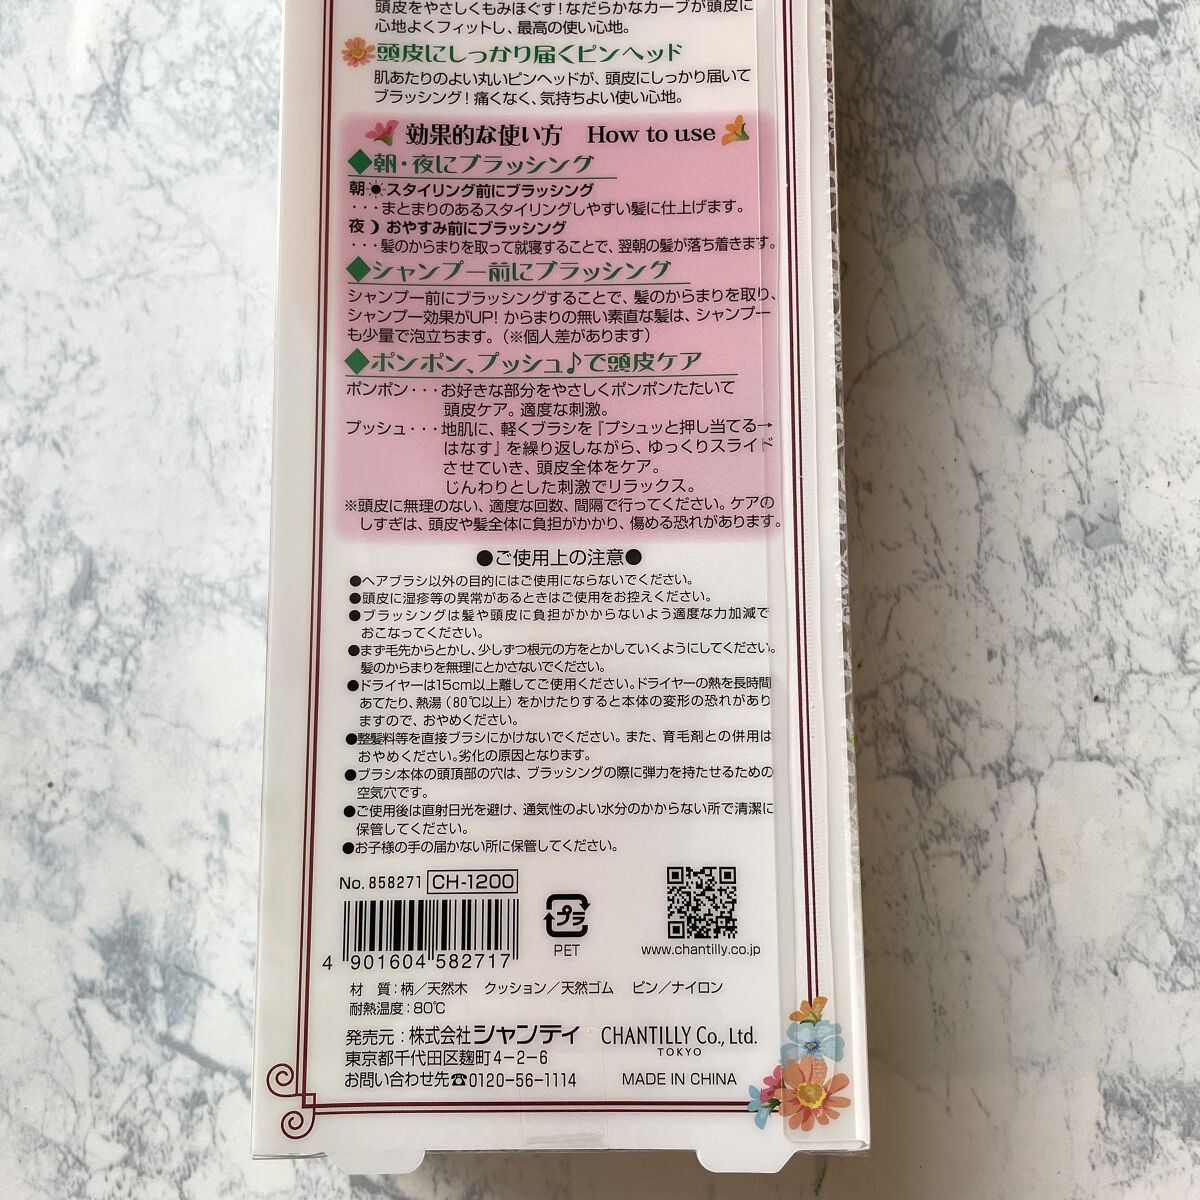 頭皮をやさしくもみほぐす!なだらかなカーブが頭皮に
心地よくフィットし、最高の使い心地。
頭皮にしっかり届くピンヘッド
肌あたりのよい丸いピンヘッドが、頭皮にしっかり届いて
ブラッシング!痛くなく、気持ちよい使い心地。
効果的な使い方 How to use
◆朝・夜にブラッシング
朝☀スタイリング前にブラッシング
・・・まとまりのあるスタイリングしやすい髪に仕上げます。
夜☽おやすみ前にブラッシング
・・・髪のからまりを取って就寝することで、翌朝の髪が落ち着きます。
◆シャンプー前にブラッシング
シャンプー前にブラッシングすることで、髪のからまりを取り、
シャンプー効果がUP!からまりの無い素直な髪は、シャンプー
も少量で泡立ちます。(※個人差があります)
◆ポンポン、プッシュ♪で頭皮ケア
ポンポン・・・お好きな部分をやさしくポンポンたたいて
頭皮ケア。適度な刺激。
プッシュ・・・地肌に、軽くブラシを『プシュッと押し当てる→
はなす』を繰り返しながら、ゆっくりスライド
させていき、頭皮全体をケア。
じんわりとした刺激でリラックス。
※頭皮に無理のない、適度な回数、間隔で行ってください。ケアの
しすぎは、頭皮や髪全体に負担がかかり、傷める恐れがあります。
●ご使用上の注意●
●ヘアブラシ以外の目的にはご使用にならないでください。
●頭皮に湿疹等の異常があるときはご使用をお控えください。
●ブラッシングは髪や頭皮に負担がかからないよう適度な力加減で
おこなってください。
●まず毛先からとかし、少しずつ根元の方をとかしていくようにしてください。
髪のからまりを無理にとかさないでください。
●ドライヤーは15cm以上離してご使用ください。ドライヤーの熱を長時間
あてたり、熱湯(80℃以上)をかけたりすると本体の変形の恐れがあり
ますので、おやめください。
●整髪料等を直接ブラシにかけないでください。また、育毛剤との併用は
おやめください。劣化の原因となります。
●ブラシ本体の頭頂部の穴は、ブラッシングの際に弾力を持たせるための
空気穴です。
●ご使用後は直射日光を避け、通気性のよい水分のかからない所で清潔に
保管してください。
●お子様の手の届かない所に保管してください。
No. 858271 CH-1200
プラ
PET
www.chantilly.co.jp
4 901604 582717
材 質:柄/天然木 クッション/天然ゴム ピン/ナイロン
耐熱温度:80℃
発売元:株式会社シャンティ CHANTILLY Co., Ltd.
TOKYO
東京都千代田区麹町4-2-6
お問い合わせ先☎0120-56-1114 MADE IN CHINA